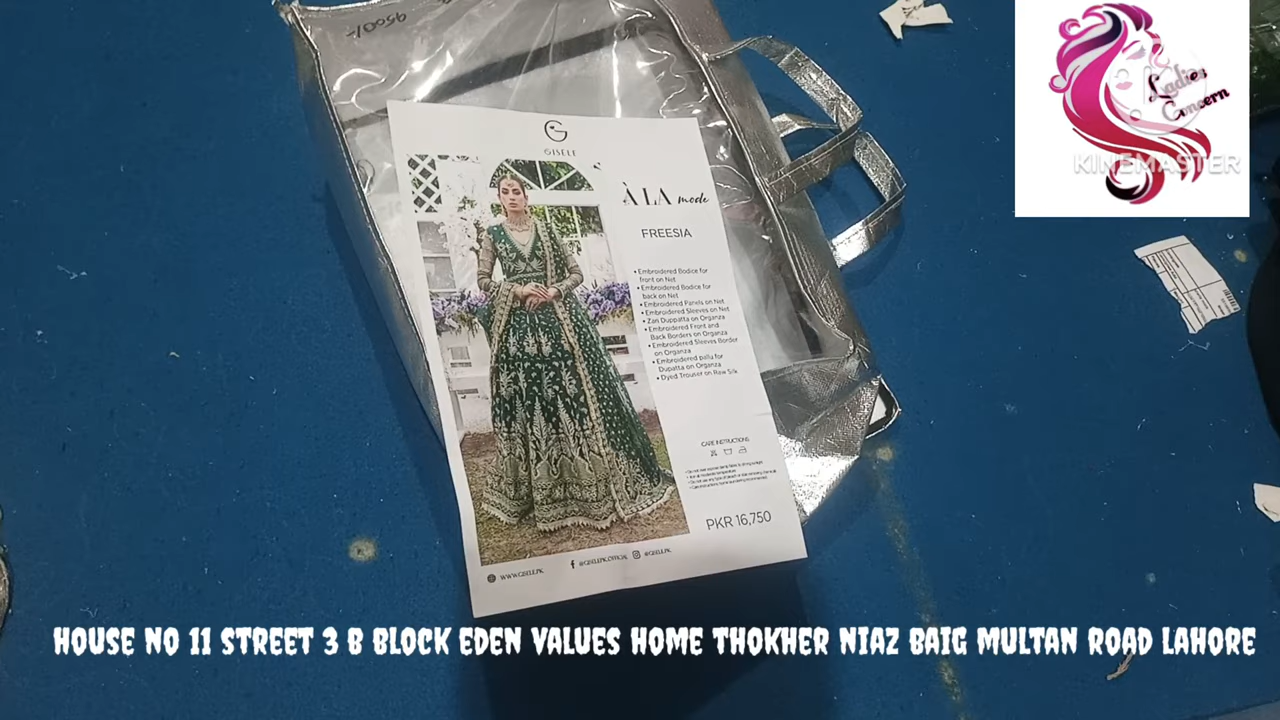 9500/-
Ladies
Concern
KINEMASTER
GISELE
À LA mode
FREESIA
• Embroidered Bodice for
front on Net
• Embroidered Bodice for
back on Net
• Embroidered Panels on Net
• Embroidered Sleeves on Net
• Zari Duppatta on Organza
• Embroidered Front and
Back Borders on Organza
• Embroidered Sleeves Border
on Organza
• Embroidered pallu for
Dupatta on Organza
• Dyed Trouser on Raw Silk
CARE INSTRUCTIONS
PKR 16,750
WWW.GISELE.PK
@GISELEPK.OFFICIAL
@GISELE.PK
HOUSE NO 11 STREET 3 B BLOCK EDEN VALUES HOME THOKHER NIAZ BAIG MULTAN ROAD LAHORE